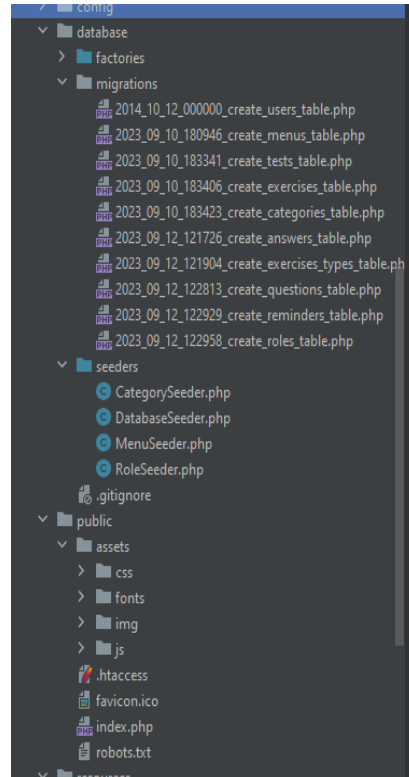 config
database
factories
migrations
2014_10_12_000000_create_users_table.php
2023_09_10_180946_create_menus_table.php
2023_09_10_183341_create_tests_table.php
2023_09_10_183406_create_exercises_table.php
2023_09_10_183423_create_categories_table.php
2023_09_12_121726_create_answers_table.php
2023_09_12_121904_create_exercises_types_table.ph
2023_09_12_122813_create_questions_table.php
2023_09_12_122929_create_reminders_table.php
2023_09_12_122958_create_roles_table.php
seeders
CategorySeeder.php
DatabaseSeeder.php
MenuSeeder.php
RoleSeeder.php
.gitignore
public
assets
css
fonts
img
js
.htaccess
favicon.ico
index.php
robots.txt
resources